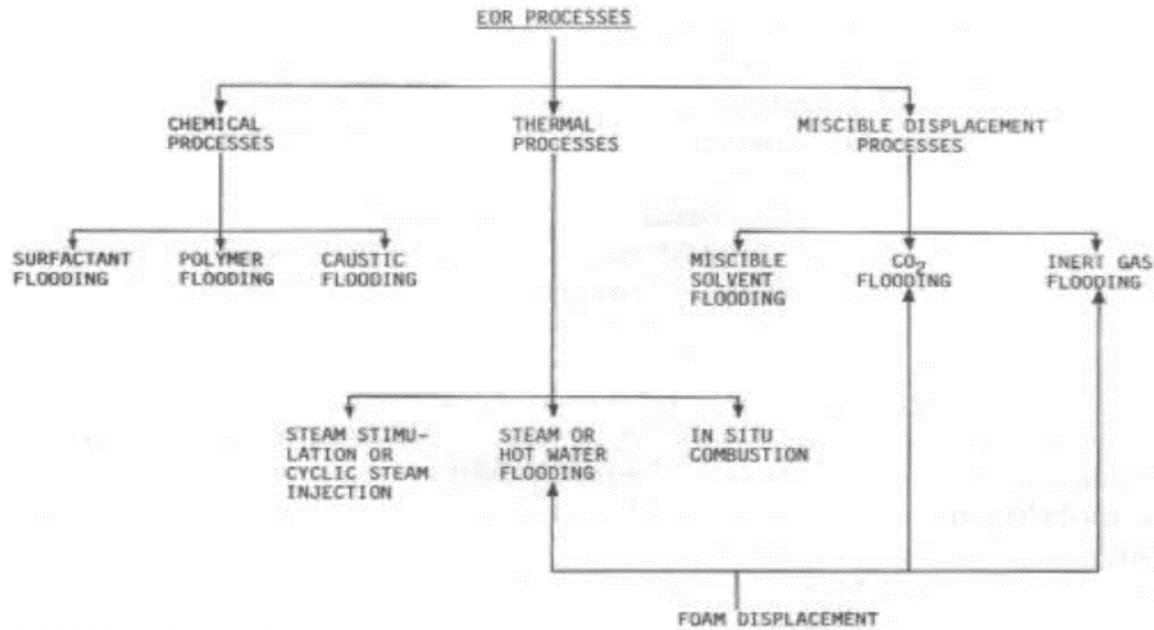 EOR PROCESSES
CHEMICAL
PROCESSES
THERMAL
PROCESSES
MISCIBLE DISPLACEMENT
PROCESSES
SURFACTANT
FLOODING
POLYMER
FLOODING
CAUSTIC
FLOODING
MISCIBLE
SOLVENT
FLOODING
CO2
FLOODING
INERT GAS
FLOODING
STEAM STIMU-
LATION OR
CYCLIC STEAM
INJECTION
STEAM OR
HOT WATER
FLOODING
IN SITU
COMBUSTION
FOAM DISPLACEMENT